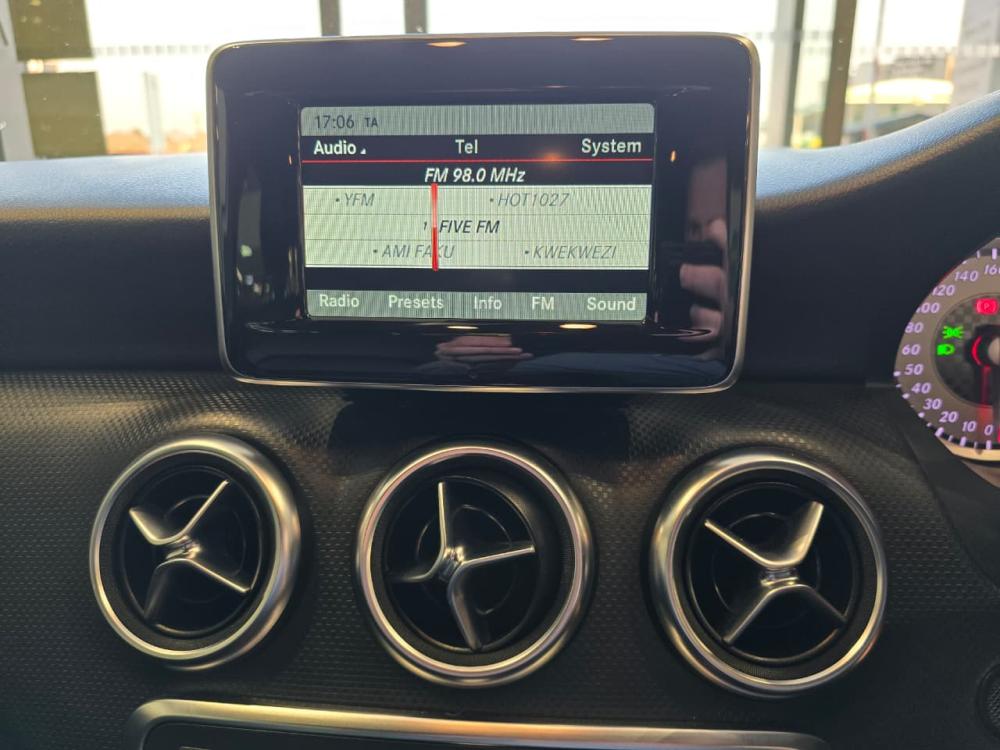 17:06 TA
Audio Tel System
FM 98.0 MHz
• YFM • HOT1027
1 FIVE FM
• AMI FAKU • KWEKWEZI
Radio Presets Info FM Sound
140
120
100
80
60
50
40
30
20
10
0